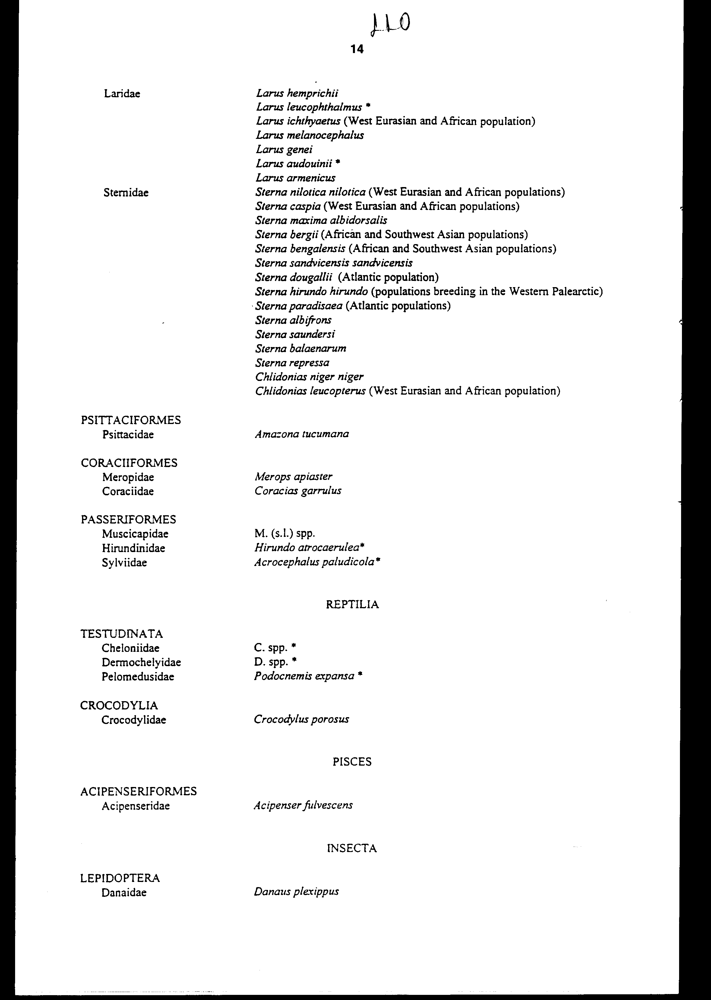 110
14
Laridae Larus hemprichii
Larus leucophthalmus *
Larus ichthyaetus (West Eurasian and African population)
Larus melanocephalus
Larus genei
Larus audouinii *
Larus armenicus
Sternidae Sterna nilotica nilotica (West Eurasian and African populations)
Sterna caspia (West Eurasian and African populations)
Sterna maxima albidorsalis
Sterna bergii (African and Southwest Asian populations)
Sterna bengalensis (African and Southwest Asian populations)
Sterna sandvicensis sandvicensis
Sterna dougallii (Atlantic population)
Sterna hirundo hirundo (populations breeding in the Western Palearctic)
Sterna paradisaea (Atlantic populations)
Sterna albifrons
Sterna saundersi
Sterna balaenarum
Sterna repressa
Chlidonias niger niger
Chlidonias leucopterus (West Eurasian and African population)
PSITTACIFORMES
Psittacidae Amazona tucumana
CORACIIFORMES
Meropidae Merops apiaster
Coraciidae Coracias garrulus
PASSERIFORMES
Muscicapidae M. (s.l.) spp.
Hirundinidae Hirundo atrocaerulea*
Sylviidae Acrocephalus paludicola*
REPTILIA
TESTUDINATA
Cheloniidae C. spp. *
Dermochelyidae D. spp. *
Pelomedusidae Podocnemis expansa *
CROCODYLIA
Crocodylidae Crocodylus porosus
PISCES
ACIPENSERIFORMES
Acipenseridae Acipenser fulvescens
INSECTA
LEPIDOPTERA
Danaidae Danaus plexippus